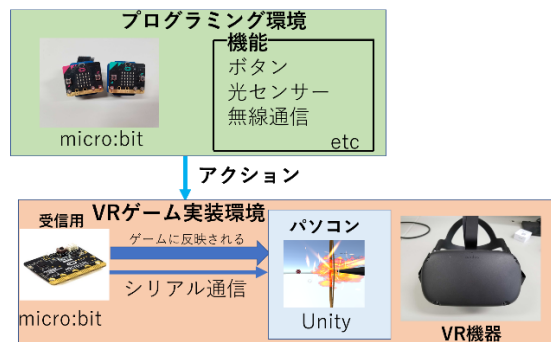 プログラミング環境
機能
ボタン
光センサー
無線通信
etc
micro:bit
アクション
VRゲーム実装環境
受信用
ゲームに反映される
シリアル通信
micro:bit
パソコン
Unity
VR機器